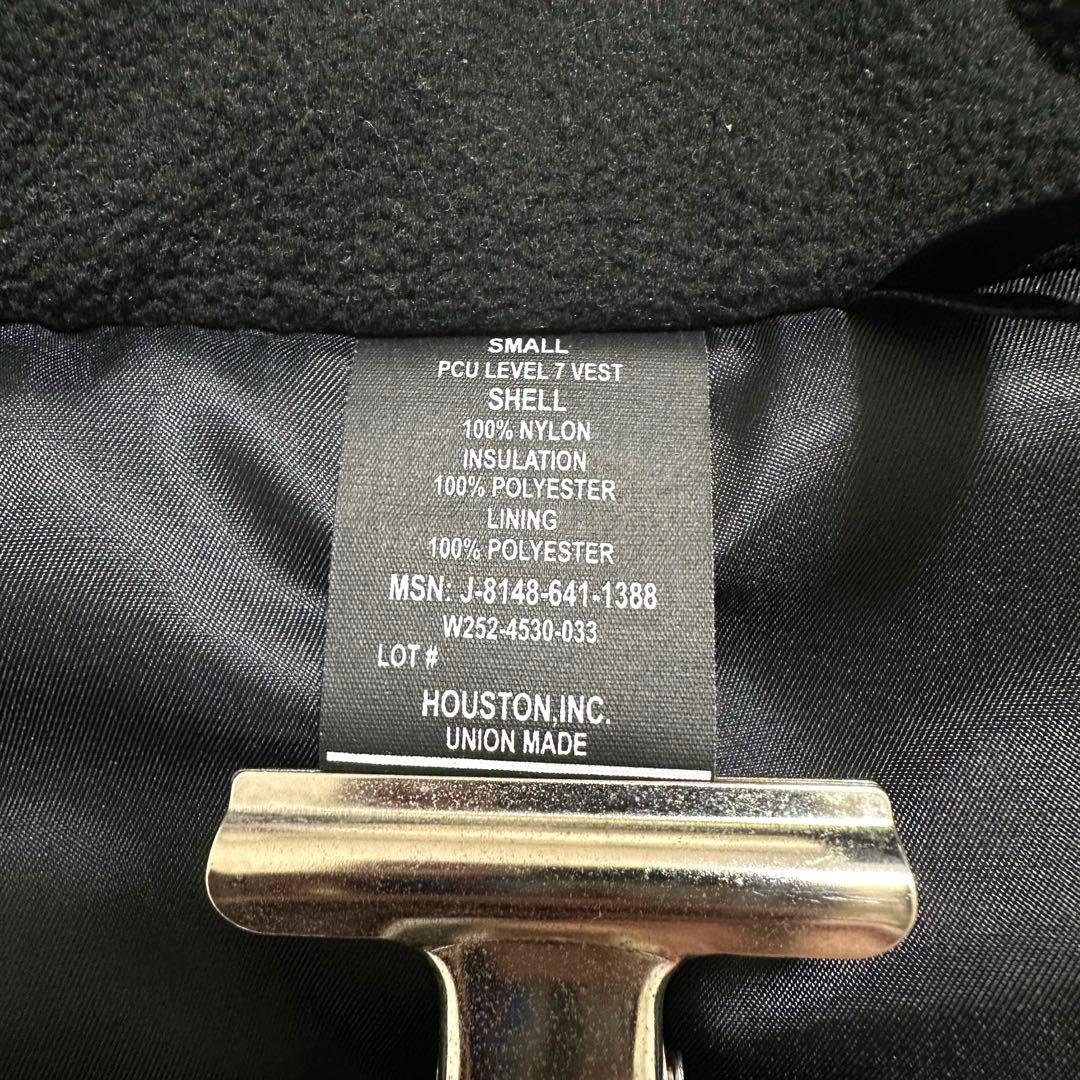 SMALL
PCU LEVEL 7 VEST
SHELL
100% NYLON
INSULATION
100% POLYESTER
LINING
100% POLYESTER
MSN: J-8148-641-1388
W252-4530-033
LOT #
HOUSTON,INC.
UNION MADE